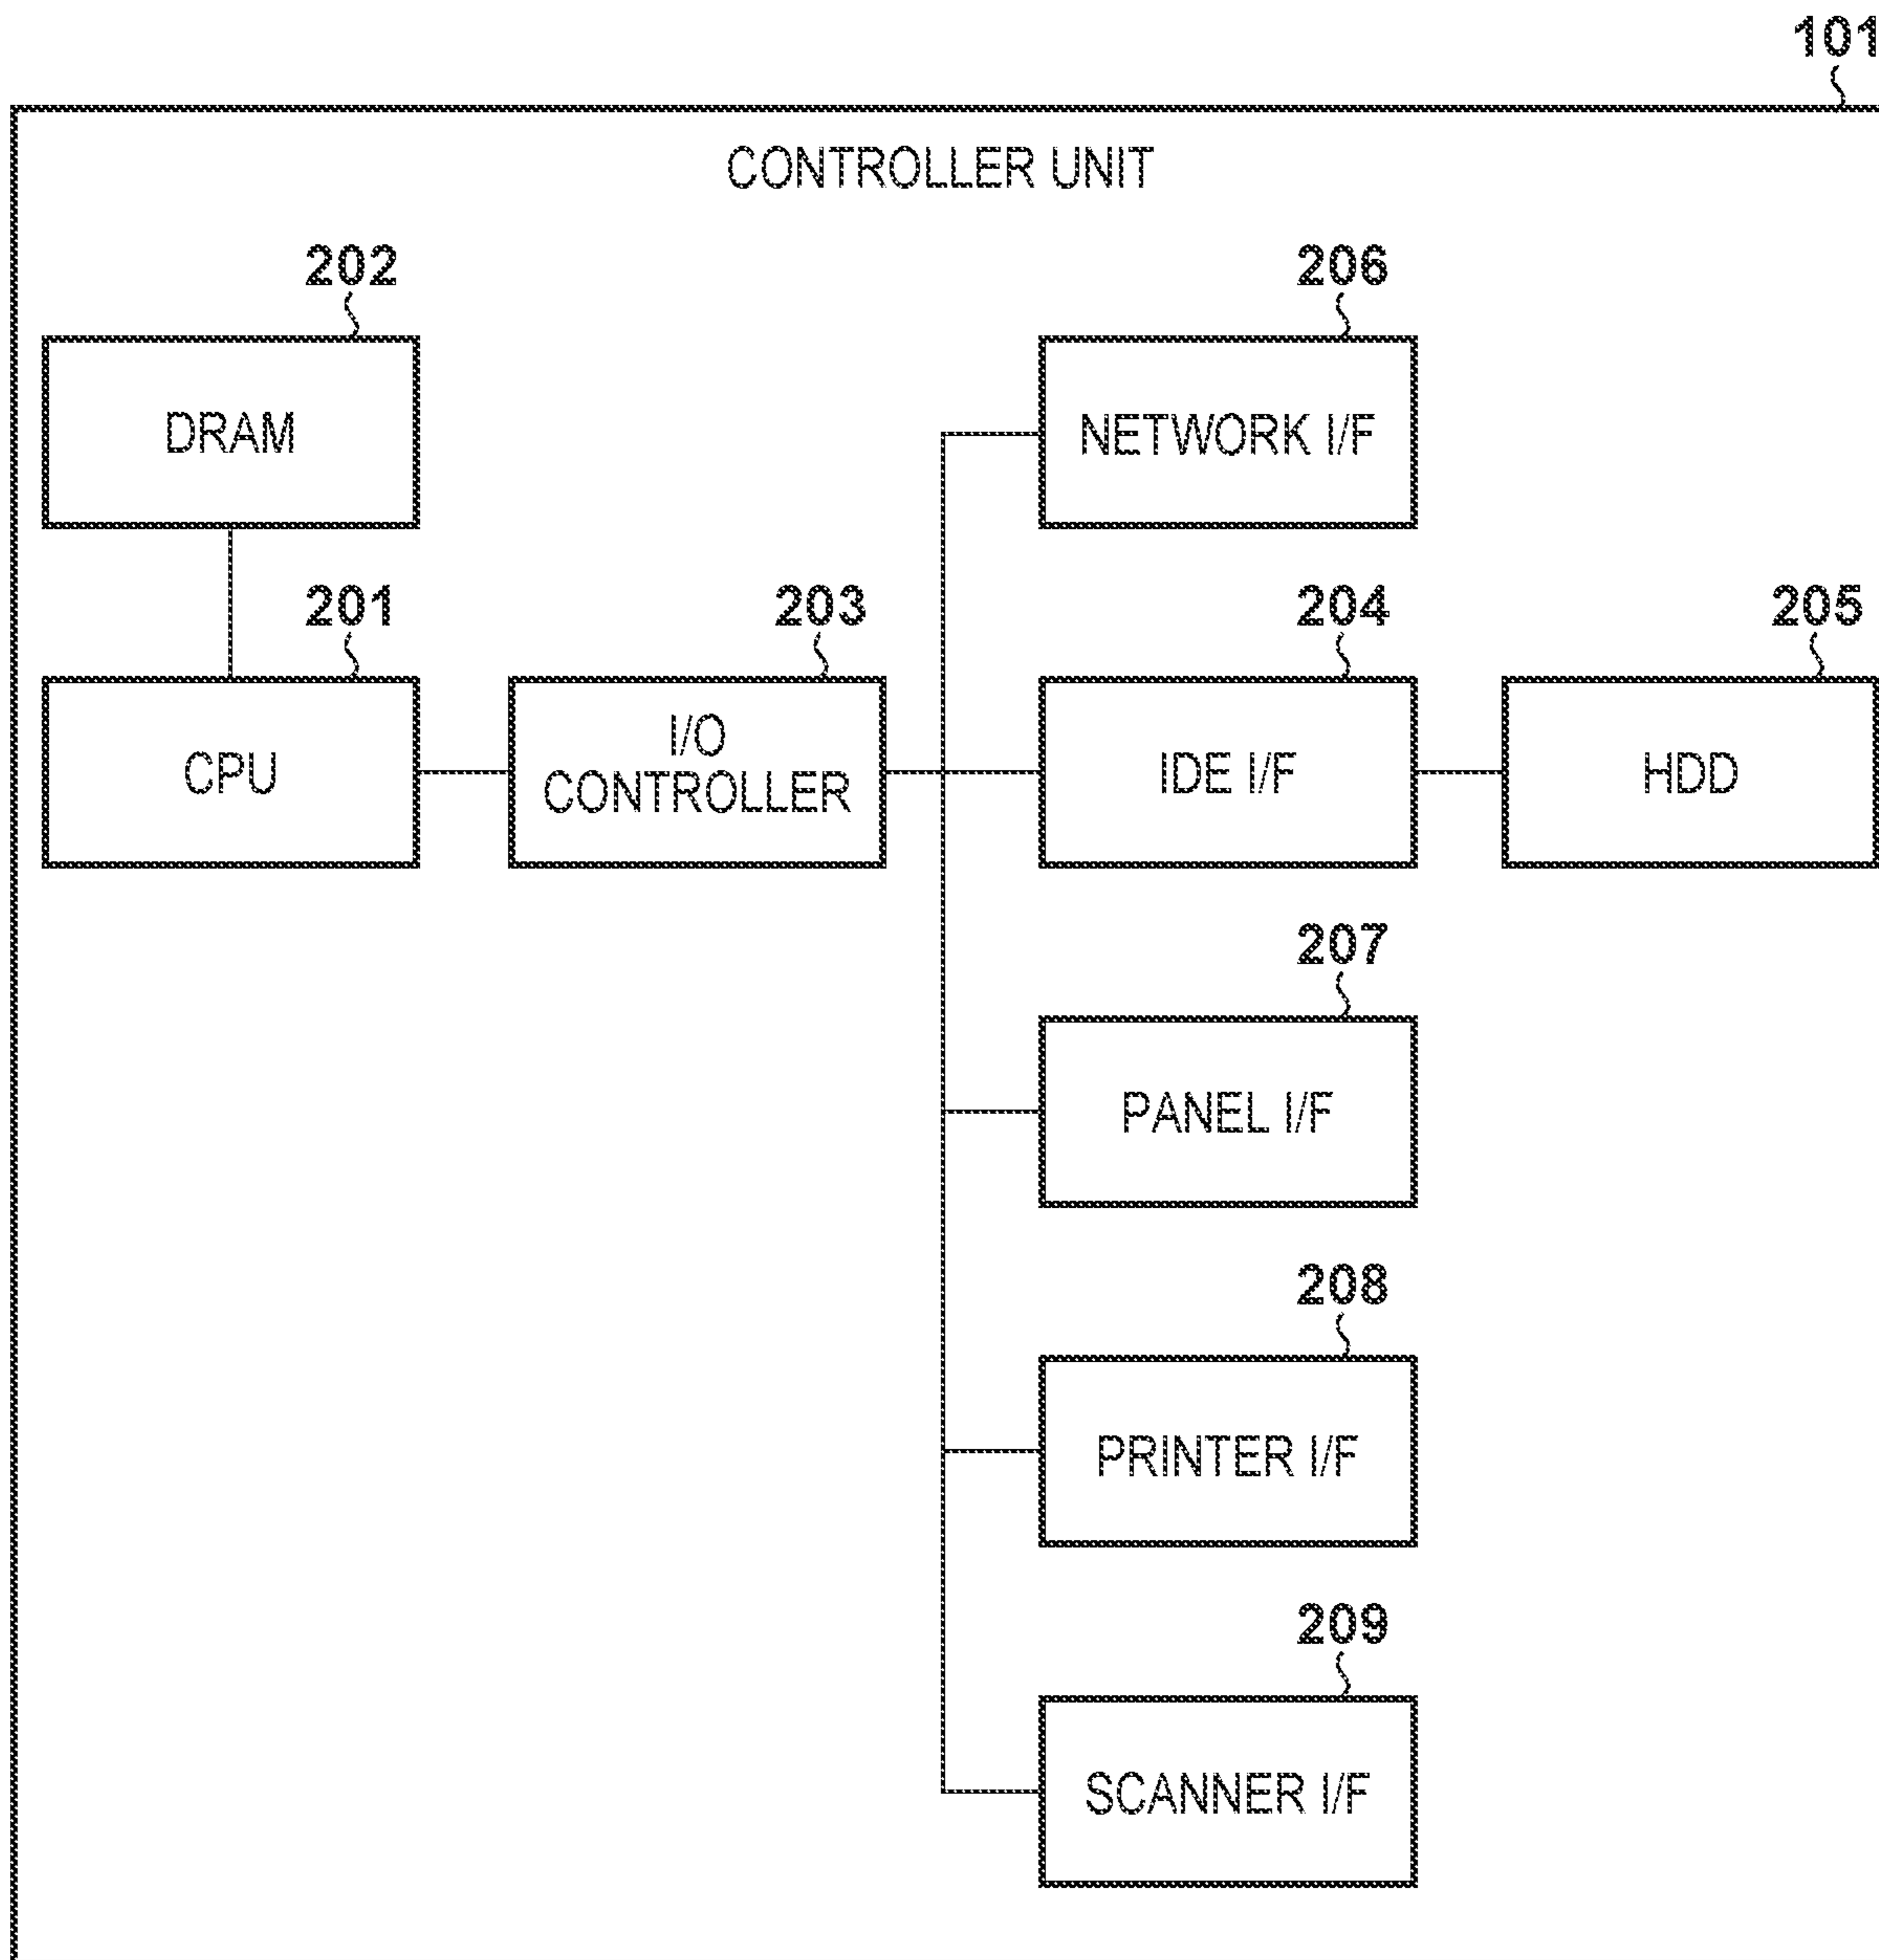 101
CONTROLLER UNIT
202
206
DRAM
NETWORK I/F
201
203
204
205
CPU
I/O
CONTROLLER
IDE I/F
HDD
207
PANEL I/F
208
PRINTER I/F
209
SCANNER I/F